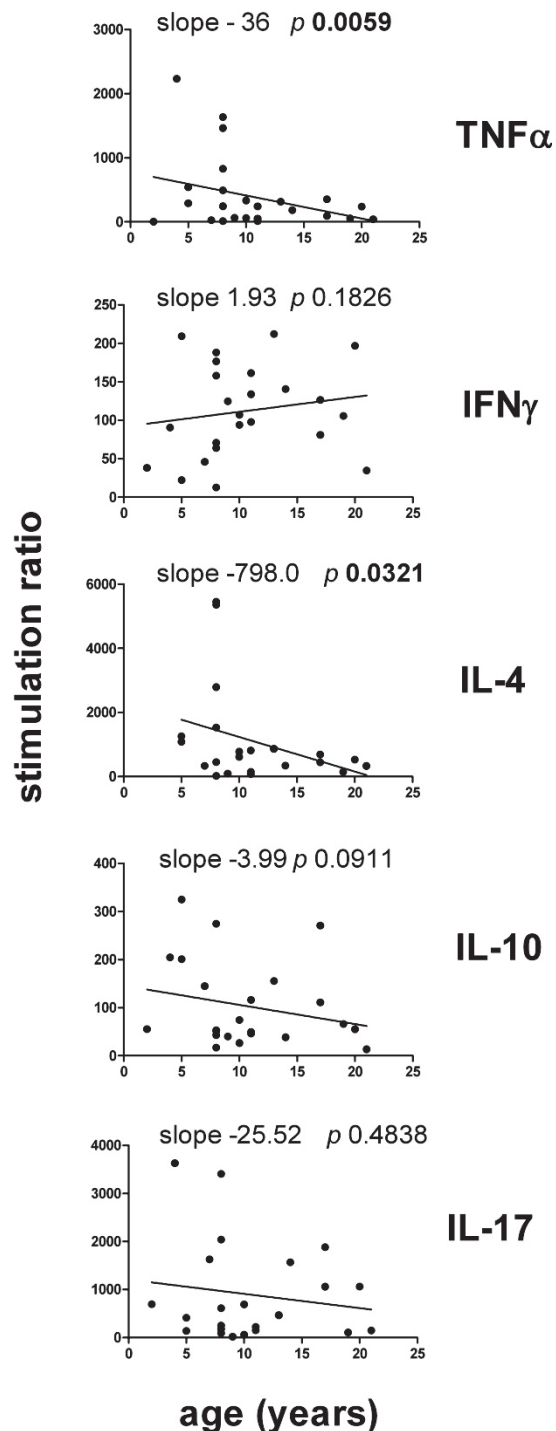 slope - 36 p 0.0059
3000
2000
1000
0
0 5 10 15 20 25
TNFα
slope 1.93 p 0.1826
250
200
150
100
50
0
0 5 10 15 20 25
IFNγ
slope -798.0 p 0.0321
6000
4000
2000
0
0 5 10 15 20 25
IL-4
stimulation ratio
slope -3.99 p 0.0911
400
300
200
100
0
0 5 10 15 20 25
IL-10
slope -25.52 p 0.4838
4000
3000
2000
1000
0
0 5 10 15 20 25
IL-17
age (years)